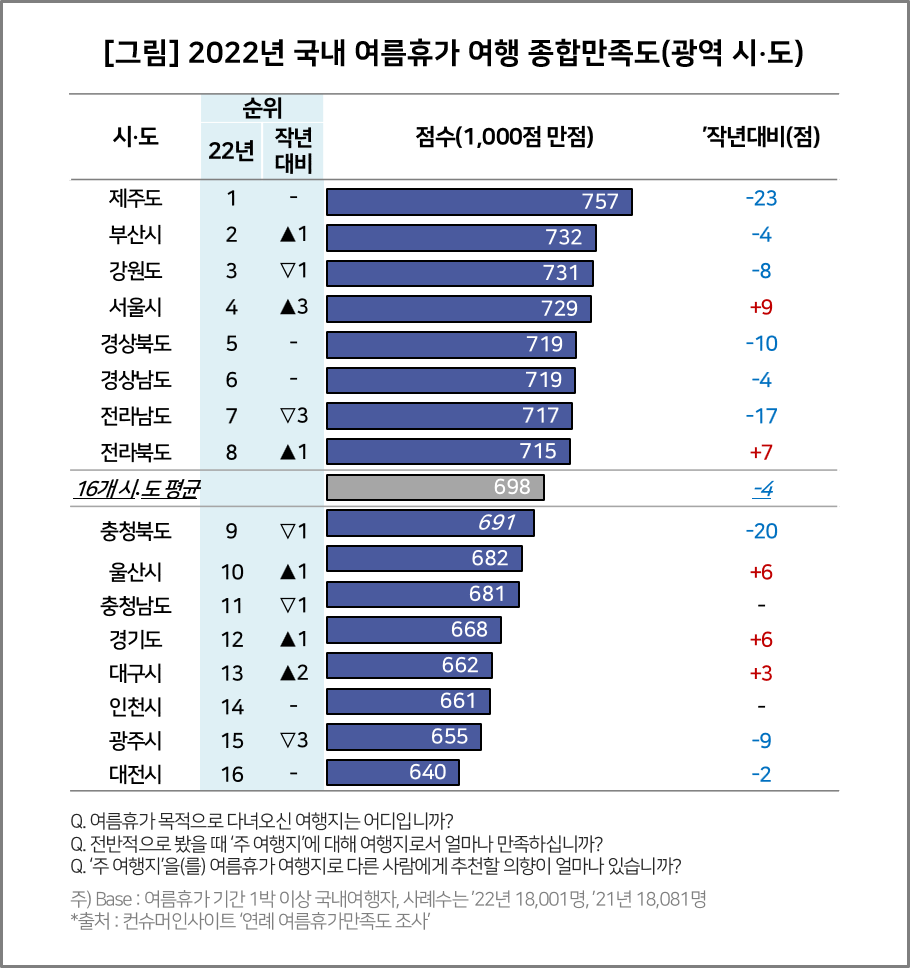 [그림] 2022년 국내 여름휴가 여행 종합만족도(광역 시·도)
시·도 순위 점수(1,000점 만점) ’작년대비(점)
22년 작년대비
제주도 1 - 757 -23
부산시 2 ▲1 732 -4
강원도 3 ▽1 731 -8
서울시 4 ▲3 729 +9
경상북도 5 - 719 -10
경상남도 6 - 719 -4
전라남도 7 ▽3 717 -17
전라북도 8 ▲1 715 +7
16개 시·도 평균 698 -4
충청북도 9 ▽1 691 -20
울산시 10 ▲1 682 +6
충청남도 11 ▽1 681 -
경기도 12 ▲1 668 +6
대구시 13 ▲2 662 +3
인천시 14 - 661 -
광주시 15 ▽3 655 -9
대전시 16 - 640 -2
Q. 여름휴가 목적으로 다녀오신 여행지는 어디입니까?
Q. 전반적으로 봤을 때 ‘주 여행지’에 대해 여행지로서 얼마나 만족하십니까?
Q. ‘주 여행지’을(를) 여름휴가 여행지로 다른 사람에게 추천할 의향이 얼마나 있습니까?
주) Base : 여름휴가 기간 1박 이상 국내여행자, 사례수는 ’22년 18,001명, ’21년 18,081명
*출처 : 컨슈머인사이트 ‘연례 여름휴가만족도 조사’